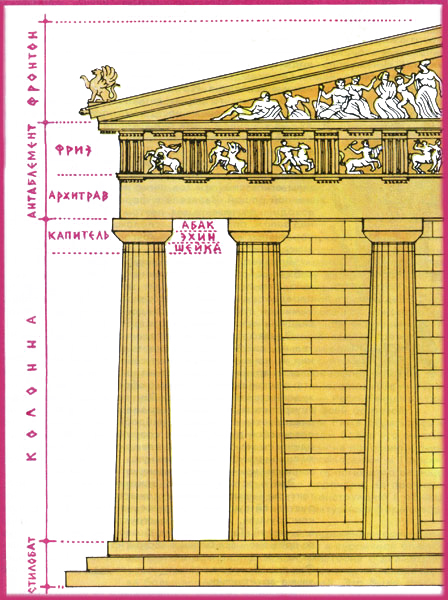 ФРОНТОН
АНТАБЛЕМЕНТ
ФРИЗ
АРХИТРАВ
КАПИТЕЛЬ
АБАК
ЭХИН
ШЕЙКА
КОЛОННА
СТИЛОБАТ